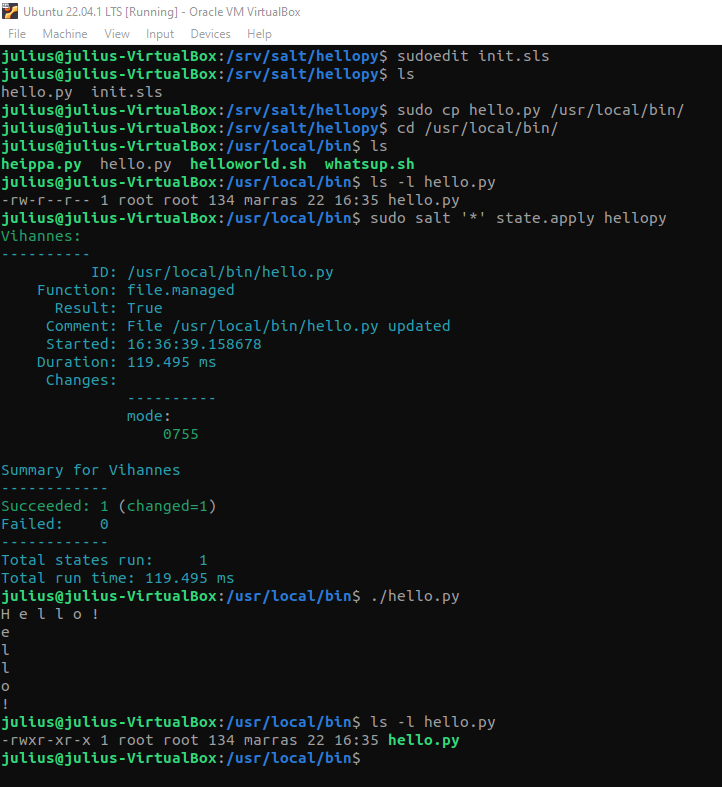 Ubuntu 22.04.1 LTS [Running] - Oracle VM VirtualBox
File Machine View Input Devices Help
julius@julius-VirtualBox:/srv/salt/hellopy$ sudoedit init.sls
julius@julius-VirtualBox:/srv/salt/hellopy$ ls
hello.py  init.sls
julius@julius-VirtualBox:/srv/salt/hellopy$ sudo cp hello.py /usr/local/bin/
julius@julius-VirtualBox:/srv/salt/hellopy$ cd /usr/local/bin/
julius@julius-VirtualBox:/usr/local/bin$ ls
heippa.py  hello.py  helloworld.sh  whatsup.sh
julius@julius-VirtualBox:/usr/local/bin$ ls -l hello.py
-rw-r--r-- 1 root root 134 marras 22 16:35 hello.py
julius@julius-VirtualBox:/usr/local/bin$ sudo salt '*' state.apply hellopy
Vihannes:
----------
          ID: /usr/local/bin/hello.py
    Function: file.managed
      Result: True
     Comment: File /usr/local/bin/hello.py updated
     Started: 16:36:39.158678
    Duration: 119.495 ms
     Changes:
              ----------
              mode:
                  0755
Summary for Vihannes
------------
Succeeded: 1 (changed=1)
Failed:    0
------------
Total states run:     1
Total run time: 119.495 ms
julius@julius-VirtualBox:/usr/local/bin$ ./hello.py
H e l l o !
e
l
l
o
!
julius@julius-VirtualBox:/usr/local/bin$ ls -l hello.py
-rwxr-xr-x 1 root root 134 marras 22 16:35 hello.py
julius@julius-VirtualBox:/usr/local/bin$